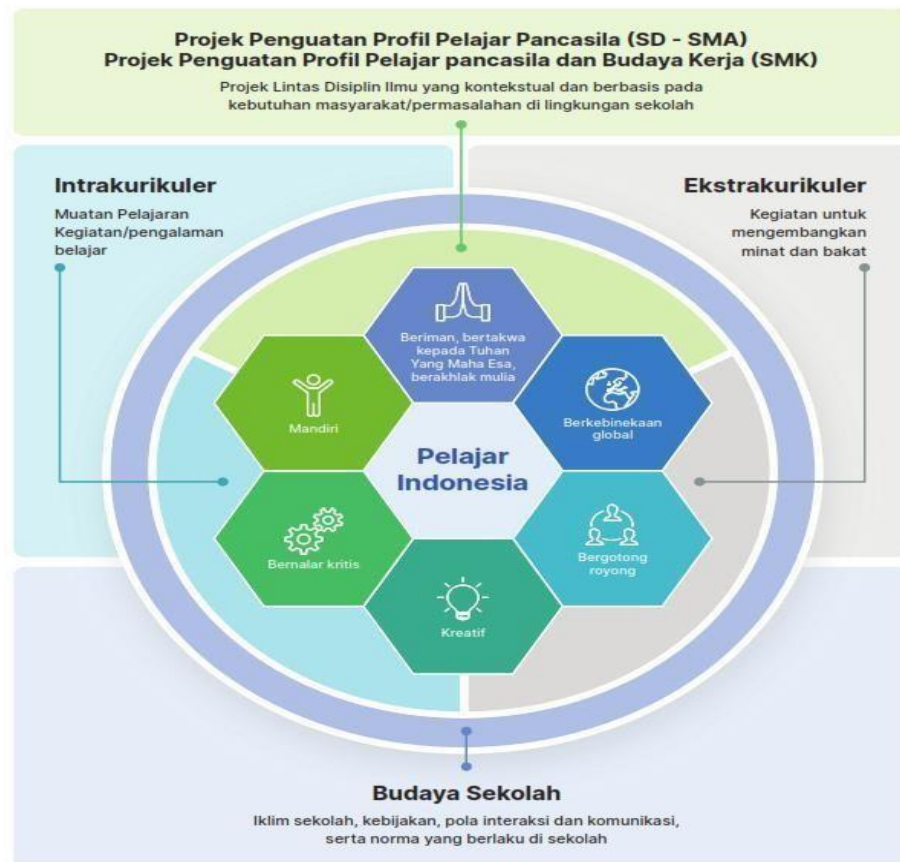 Projek Penguatan Profil Pelajar Pancasila (SD - SMA)
Projek Penguatan Profil Pelajar pancasila dan Budaya Kerja (SMK)
Projek Lintas Disiplin Ilmu yang kontekstual dan berbasis pada
kebutuhan masyarakat/permasalahan di lingkungan sekolah
Intrakurikuler
Muatan Pelajaran
Kegiatan/pengalaman
belajar
Ekstrakurikuler
Kegiatan untuk
mengembangkan
minat dan bakat
Beriman, bertakwa
kepada Tuhan
Yang Maha Esa,
berakhlak mulia
Mandiri
Berkebinekaan
global
Pelajar
Indonesia
Bernalar kritis
Bergotong
royong
Kreatif
Budaya Sekolah
Iklim sekolah, kebijakan, pola interaksi dan komunikasi,
serta norma yang berlaku di sekolah